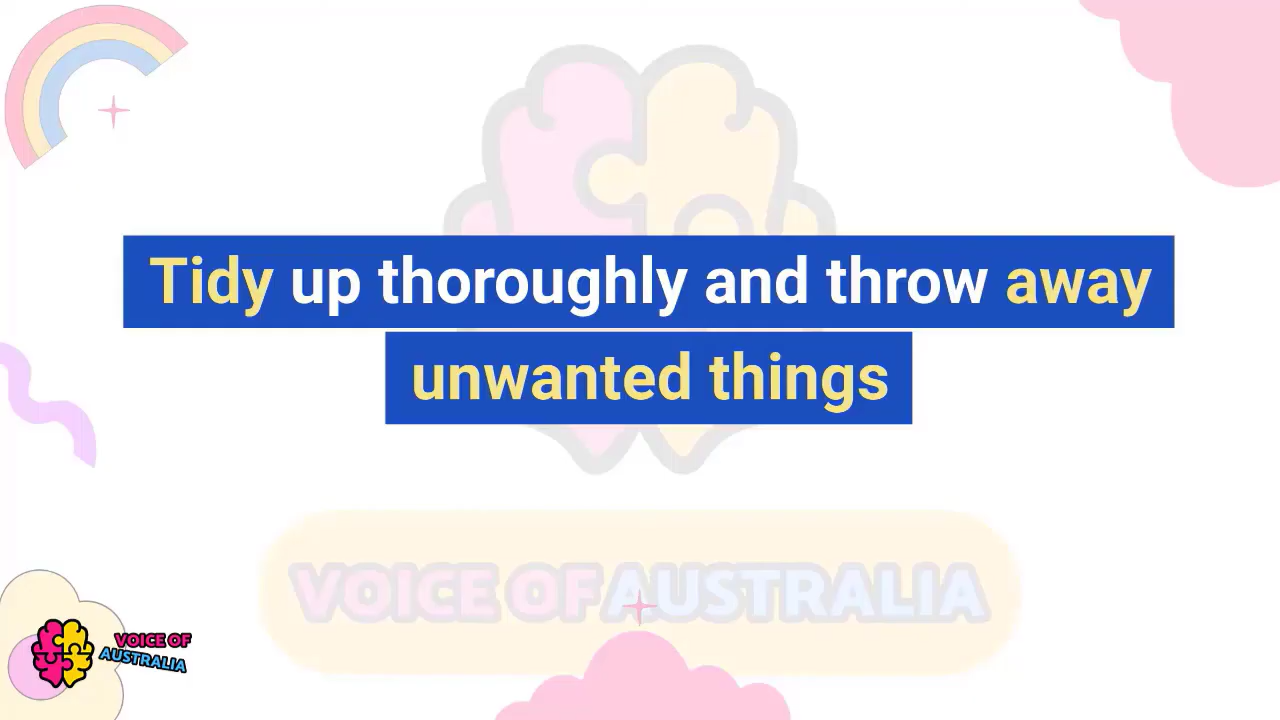 Tidy up thoroughly and throw away
unwanted things
VOICE OF AUSTRALIA
VOICE OF
AUSTRALIA